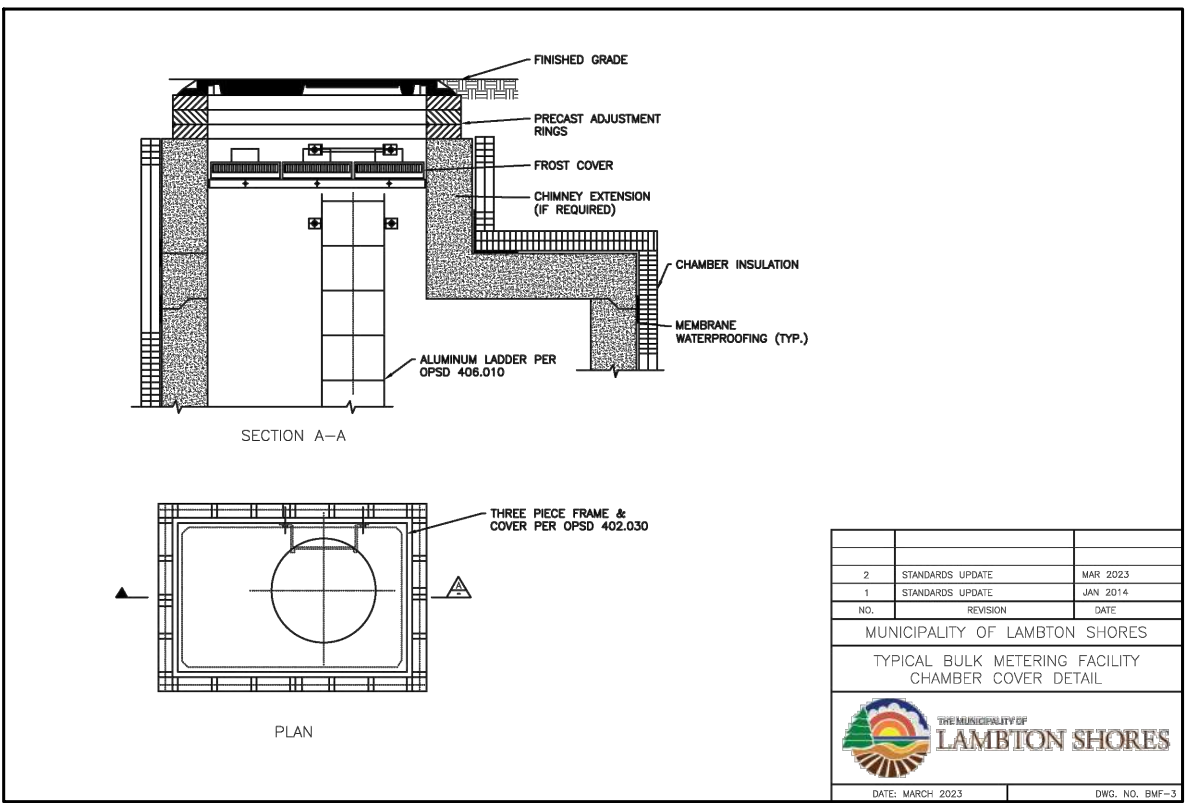 FINISHED GRADE
PRECAST ADJUSTMENT
RINGS
FROST COVER
CHIMNEY EXTENSION
(IF REQUIRED)
CHAMBER INSULATION
MEMBRANE
WATERPROOFING (TYP.)
ALUMINUM LADDER PER
OPSD 406.010
SECTION A-A
THREE PIECE FRAME &
COVER PER OPSD 402.030
A
-
PLAN
2 STANDARDS UPDATE MAR 2023
1 STANDARDS UPDATE JAN 2014
NO. REVISION DATE
MUNICIPALITY OF LAMBTON SHORES
TYPICAL BULK METERING FACILITY
CHAMBER COVER DETAIL
THE MUNICIPALITY OF
LAMBTON SHORES
DATE: MARCH 2023 DWG. NO. BMF-3